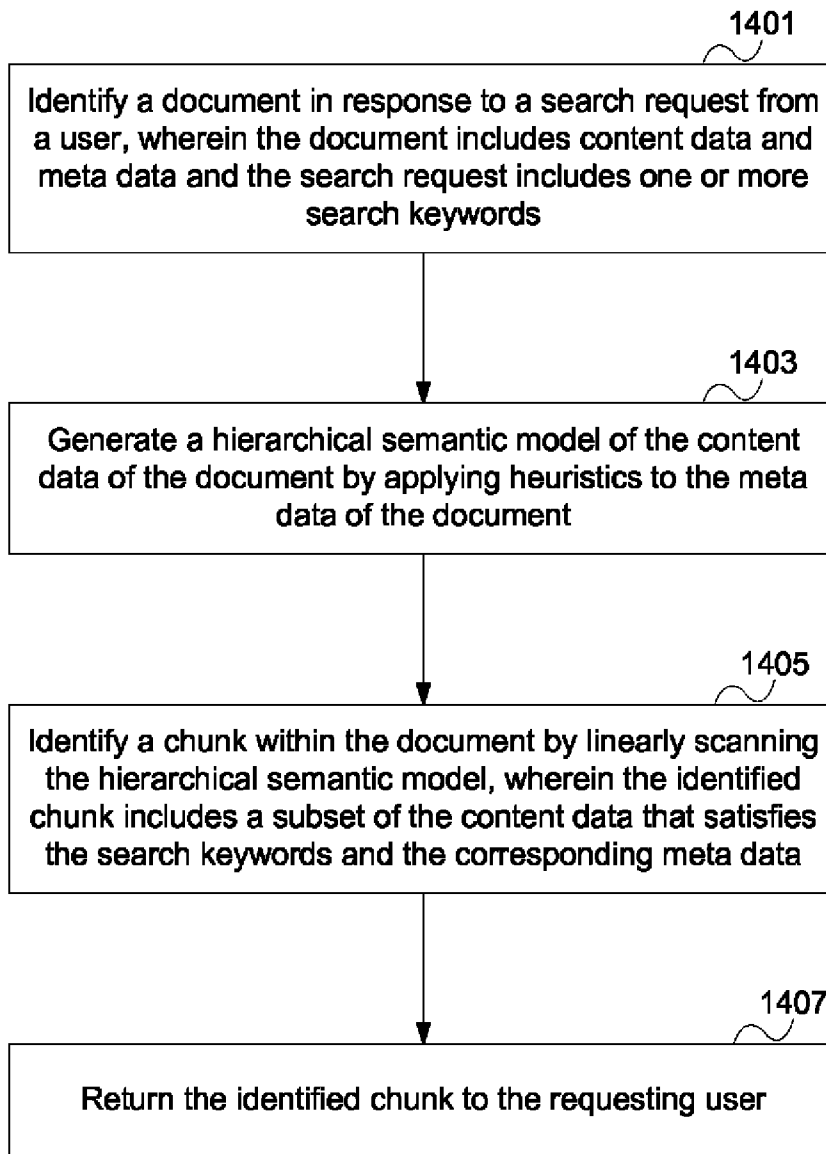 1401
Identify a document in response to a search request from
a user, wherein the document includes content data and
meta data and the search request includes one or more
search keywords
1403
Generate a hierarchical semantic model of the content
data of the document by applying heuristics to the meta
data of the document
1405
Identify a chunk within the document by linearly scanning
the hierarchical semantic model, wherein the identified
chunk includes a subset of the content data that satisfies
the search keywords and the corresponding meta data
1407
Return the identified chunk to the requesting user